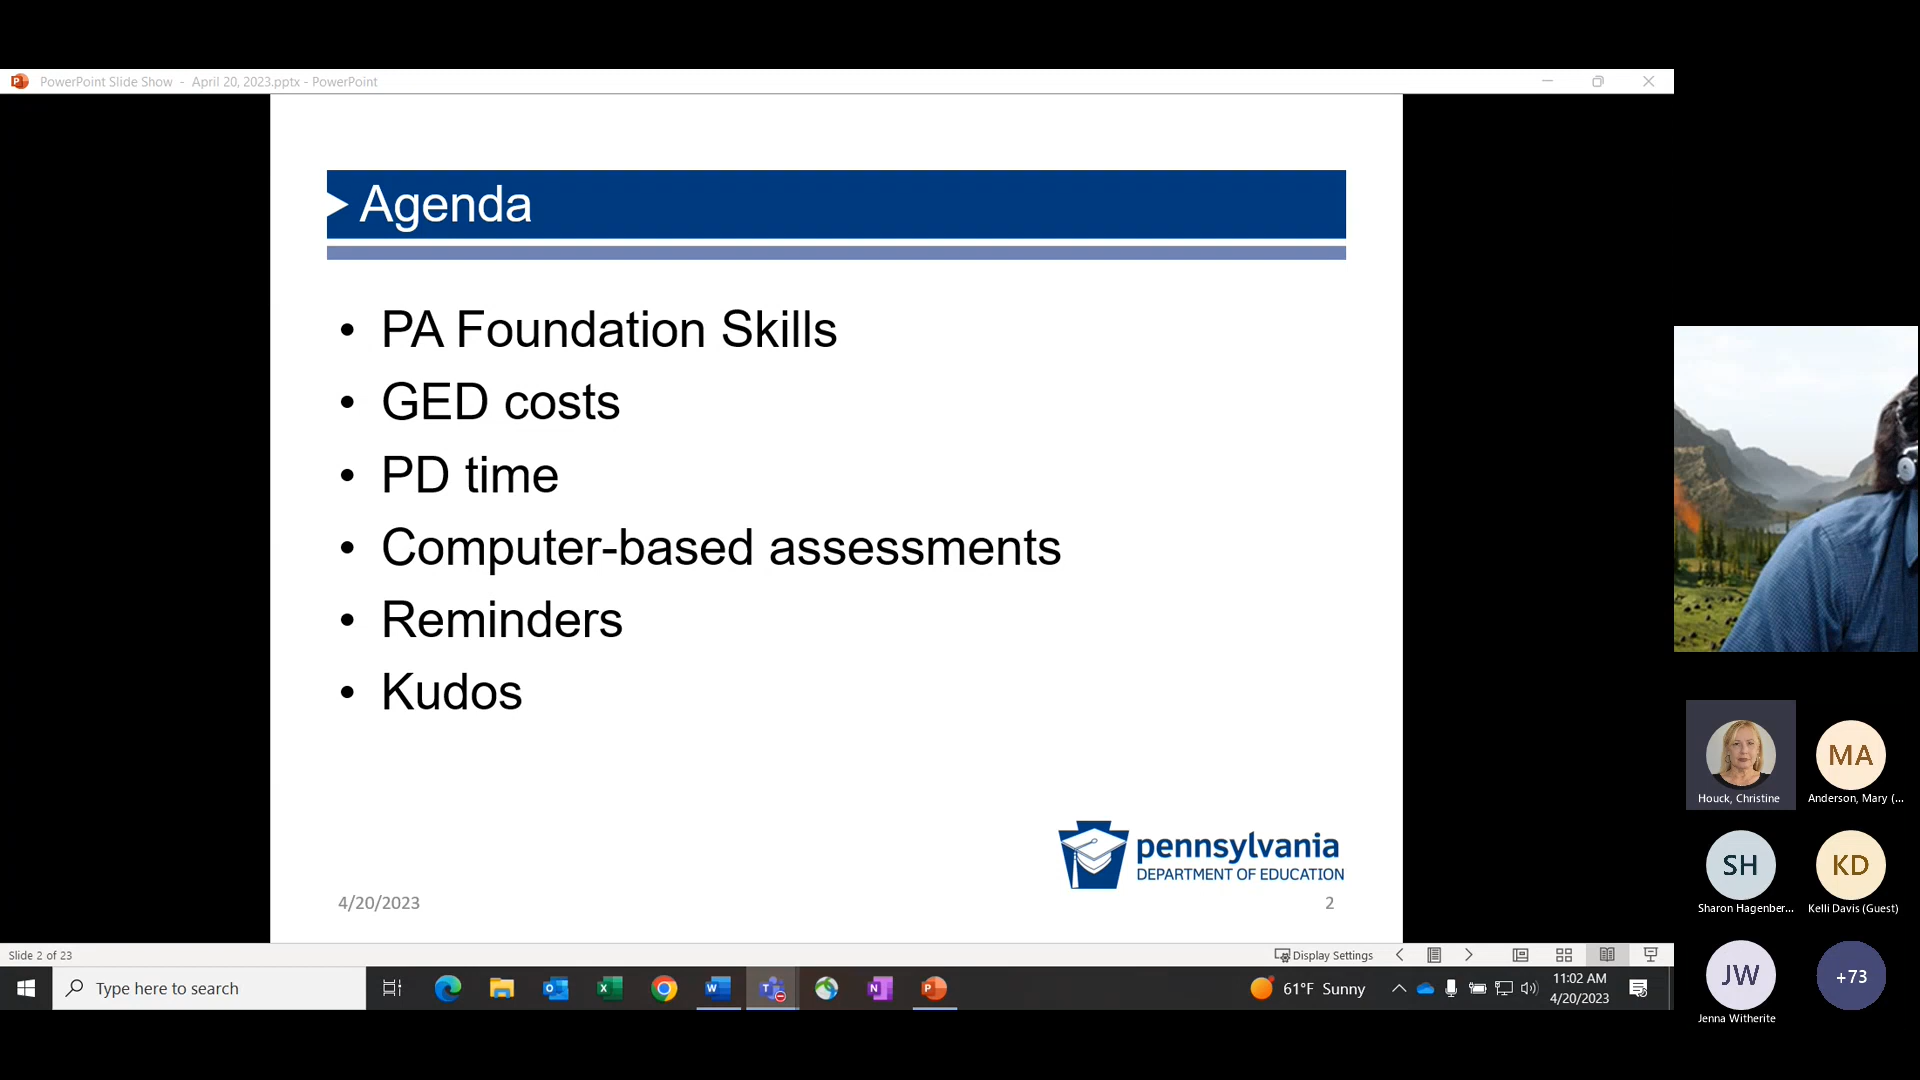 PowerPoint Slide Show - April 20, 2023.pptx - PowerPoint
Agenda
• PA Foundation Skills
• GED costs
• PD time
• Computer-based assessments
• Reminders
• Kudos
pennsylvania
DEPARTMENT OF EDUCATION
4/20/2023
2
Slide 2 of 23
Display Settings
Type here to search
61°F Sunny
11:02 AM
4/20/2023
Houck, Christine
MA
Anderson, Mary (...
SH
Sharon Hagenber...
KD
Kelli Davis (Guest)
JW
Jenna Witherite
+73